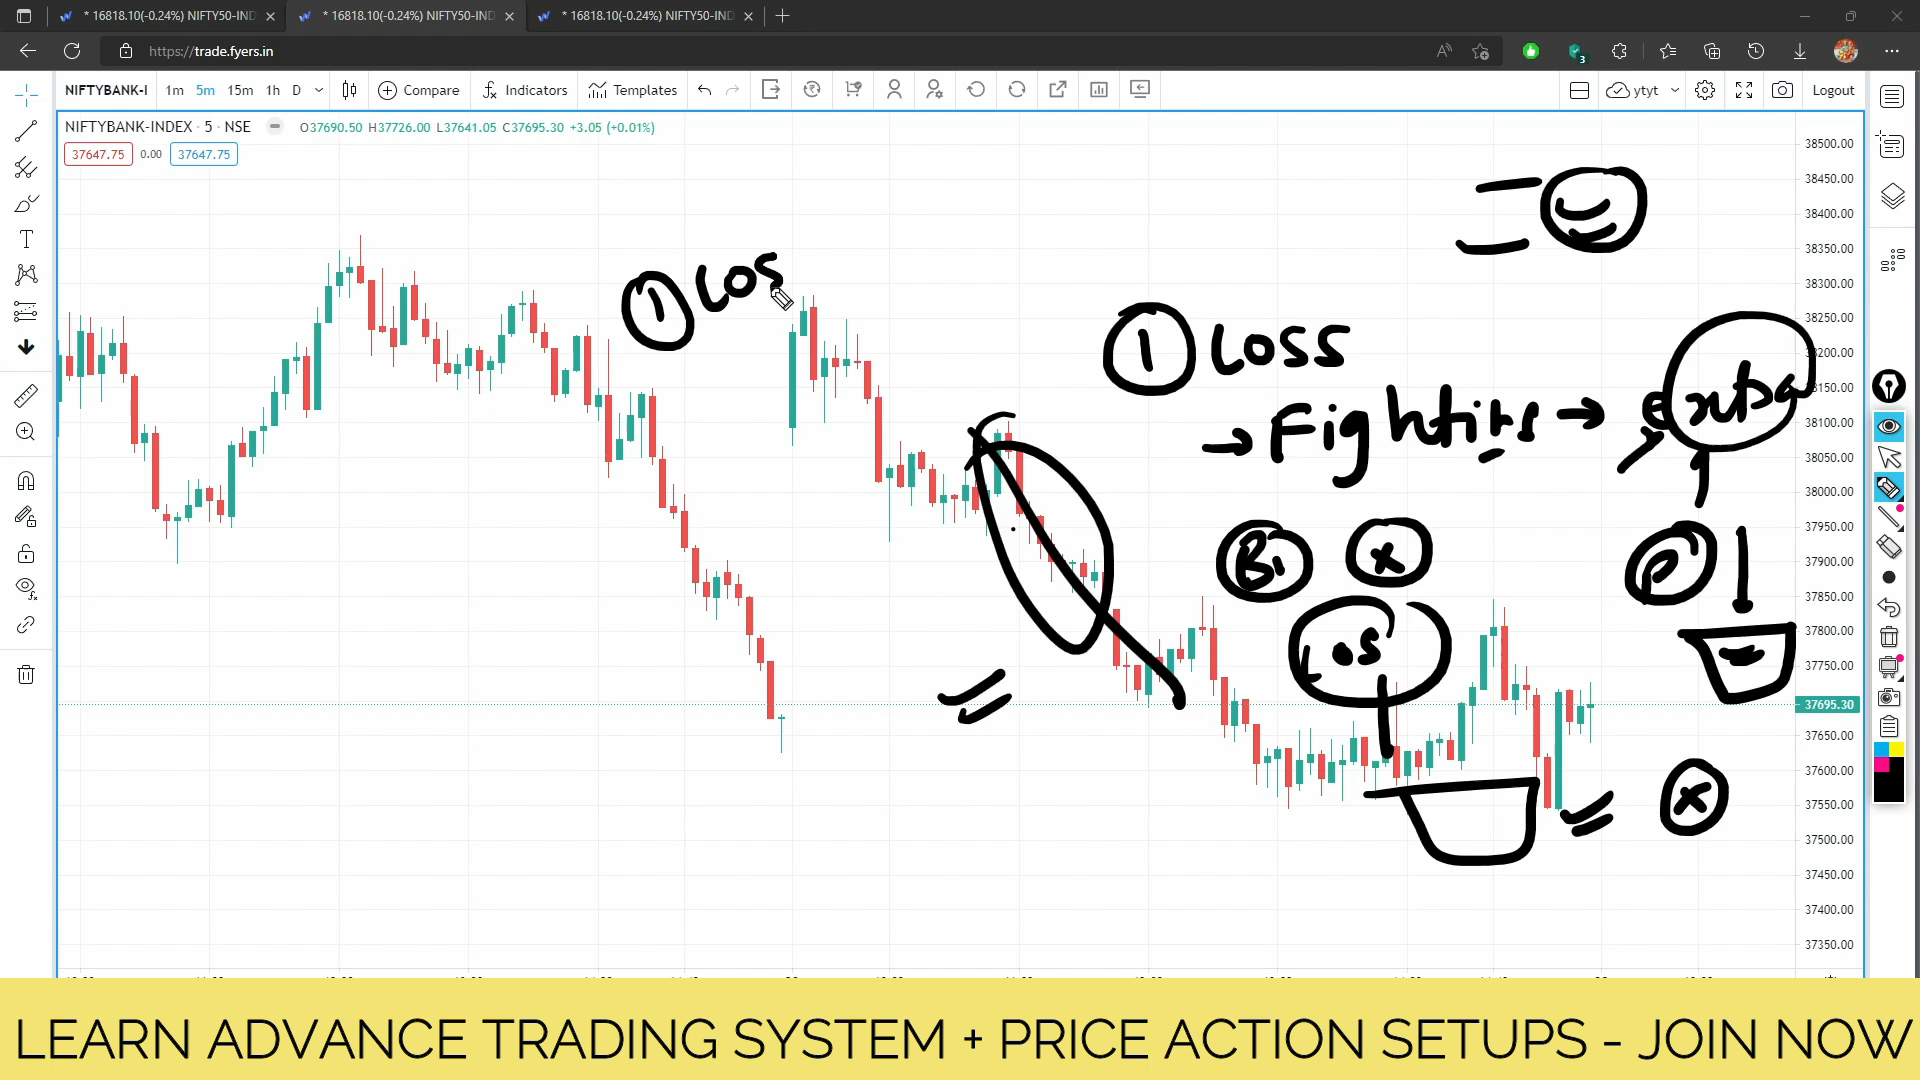 * 16818.10(-0.24%) NIFTY50-IND
* 16818.10(-0.24%) NIFTY50-IND
* 16818.10(-0.24%) NIFTY50-IND
https://trade.fyers.in
3
NIFTYBANK-I 1m 5m 15m 1h D Compare Indicators Templates ytyt Logout
NIFTYBANK-INDEX · 5 · NSE O37690.50 H37726.00 L37641.05 C37695.30 +3.05 (+0.01%)
37647.75 0.00 37647.75
38500.00
38450.00
38400.00
38350.00
38300.00
38250.00
38200.00
38150.00
38100.00
38050.00
38000.00
37950.00
37900.00
37850.00
37800.00
37750.00
37695.30
37650.00
37600.00
37550.00
37500.00
37450.00
37400.00
37350.00
1 Los
1 Loss
→ Fighting → extra
B1 x
Los
P
x
LEARN ADVANCE TRADING SYSTEM + PRICE ACTION SETUPS - JOIN NOW